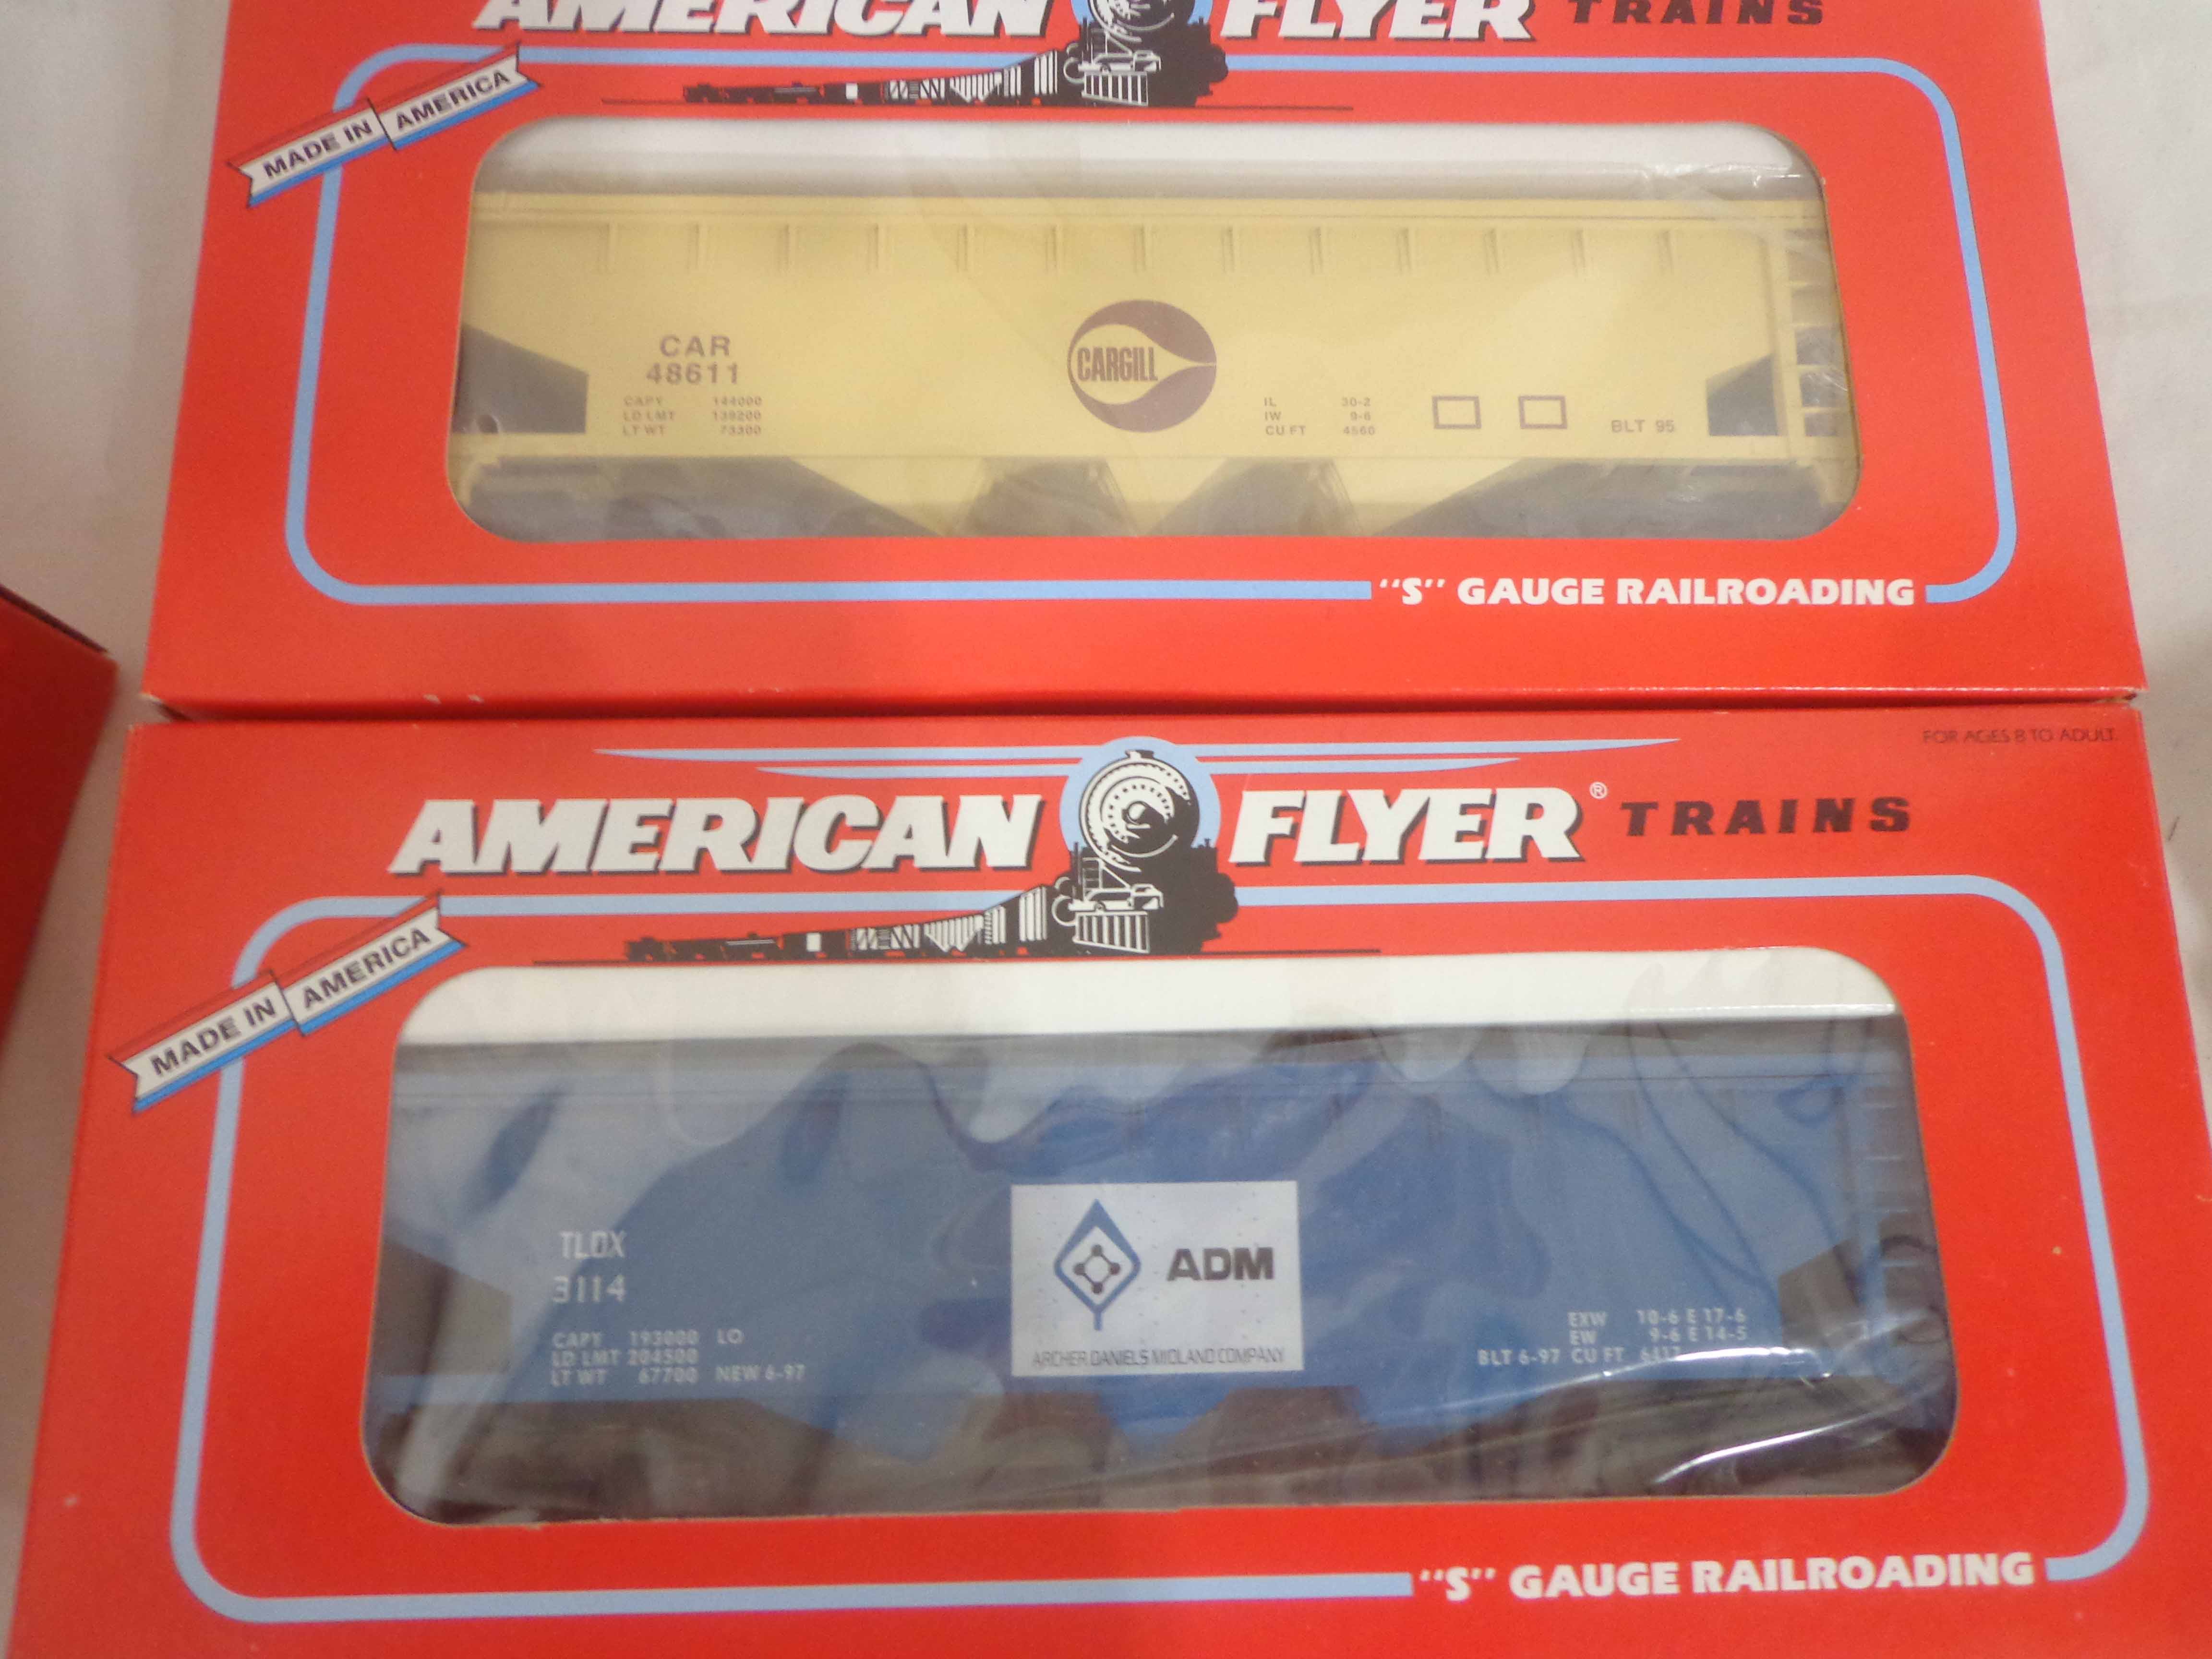 AMERICAN FLYER TRAINS
MADE IN AMERICA
CAR
48611
CAPY 144000
LD LMT 139200
LT WT 73300
CARGILL
IL 30-2
IW 9-6
CU FT 4560
BLT 95
"S" GAUGE RAILROADING
FOR AGES 8 TO ADULT
AMERICAN FLYER® TRAINS
MADE IN AMERICA
TLDX
3114
CAPY 193000 LO
LD LMT 204500
LT WT 67700 NEW 6-97
ADM
ARCHER DANIELS MIDLAND COMPANY
EXW 10-6 E 17-6
EW 9-6 E 14-5
BLT 6-97 CU FT 6417
"S" GAUGE RAILROADING